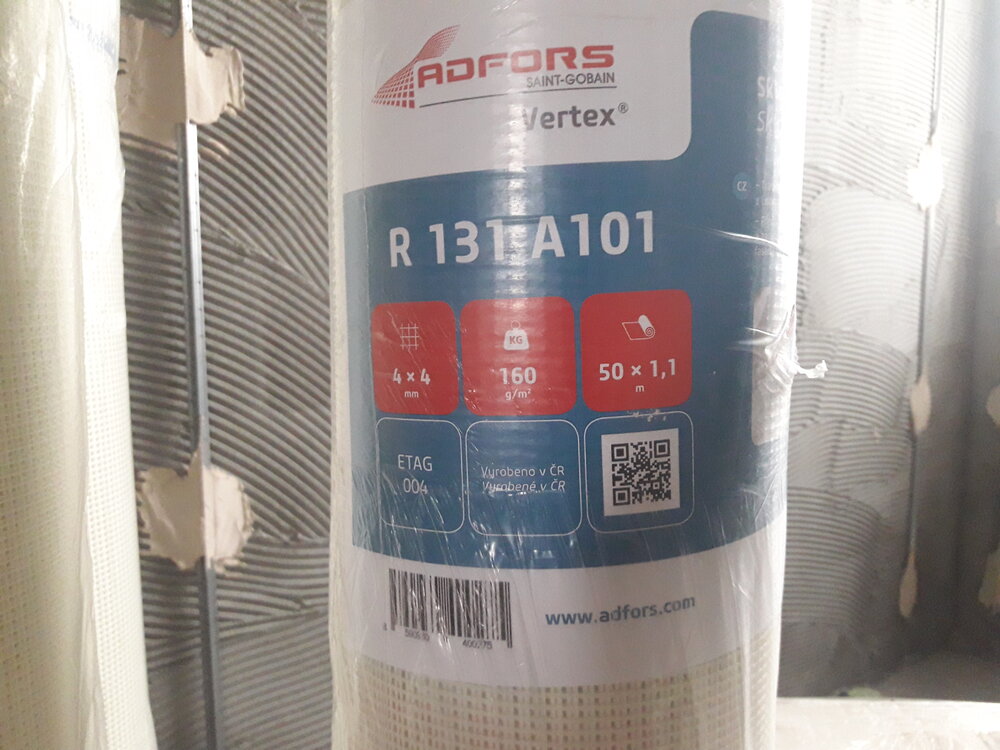 ADFORS
SAINT-GOBAIN
Vertex®
R 131 A101
KG
4 × 4
mm
160
g/m²
50 × 1,1
m
ETAG
004
Vyrobeno v ČR
Vyrobené v ČR
CZ
www.adfors.com